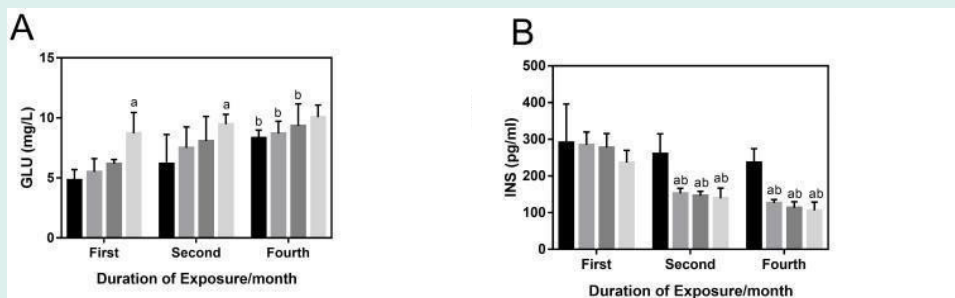 A
GLU (mg/L)
15
10
5
0
a
a
b
b
b
First
Second
Fourth
Duration of Exposure/month
B
INS (pg/ml)
500
400
300
200
100
0
ab
ab
ab
ab
ab
ab
First
Second
Fourth
Duration of Exposure/month